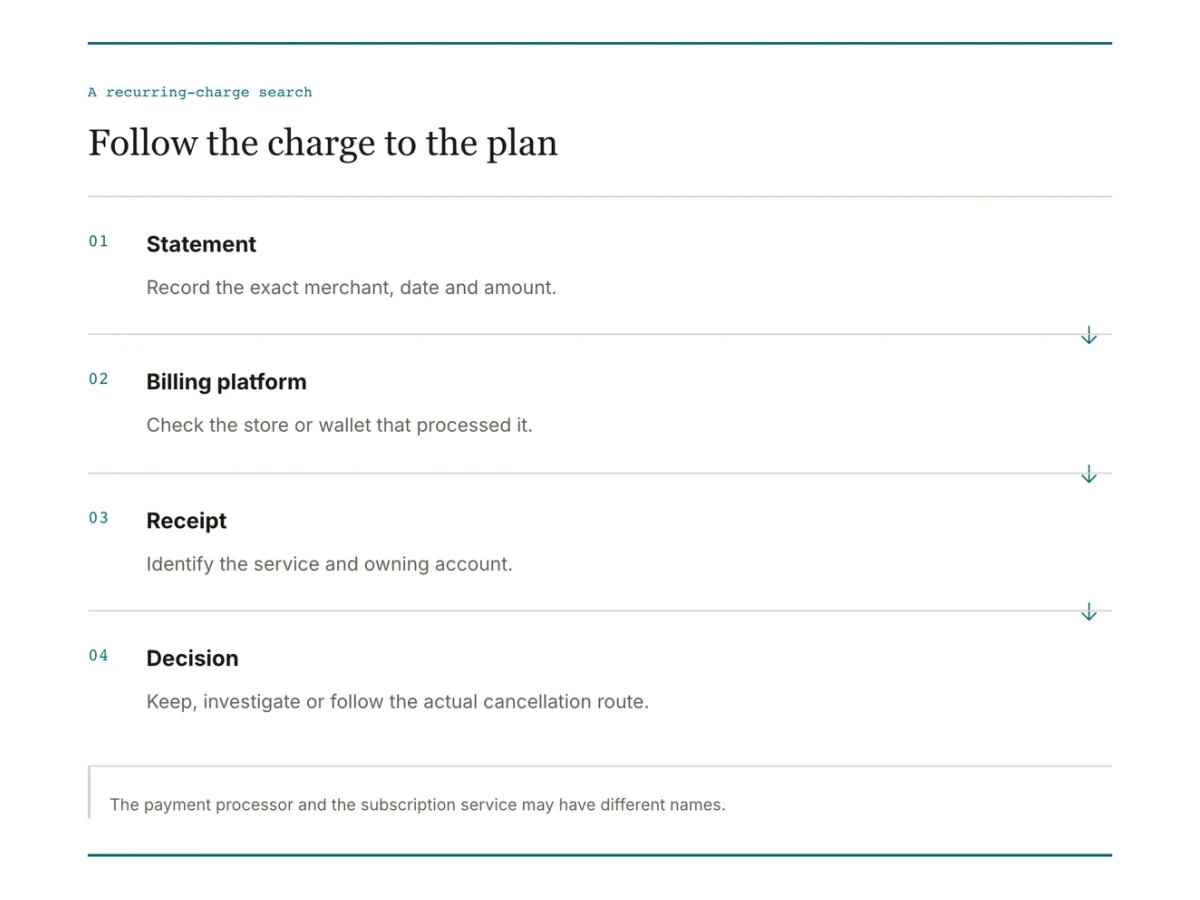 A recurring-charge search
Follow the charge to the plan
01
Statement
Record the exact merchant, date and amount.
02
Billing platform
Check the store or wallet that processed it.
03
Receipt
Identify the service and owning account.
04
Decision
Keep, investigate or follow the actual cancellation route.
The payment processor and the subscription service may have different names.